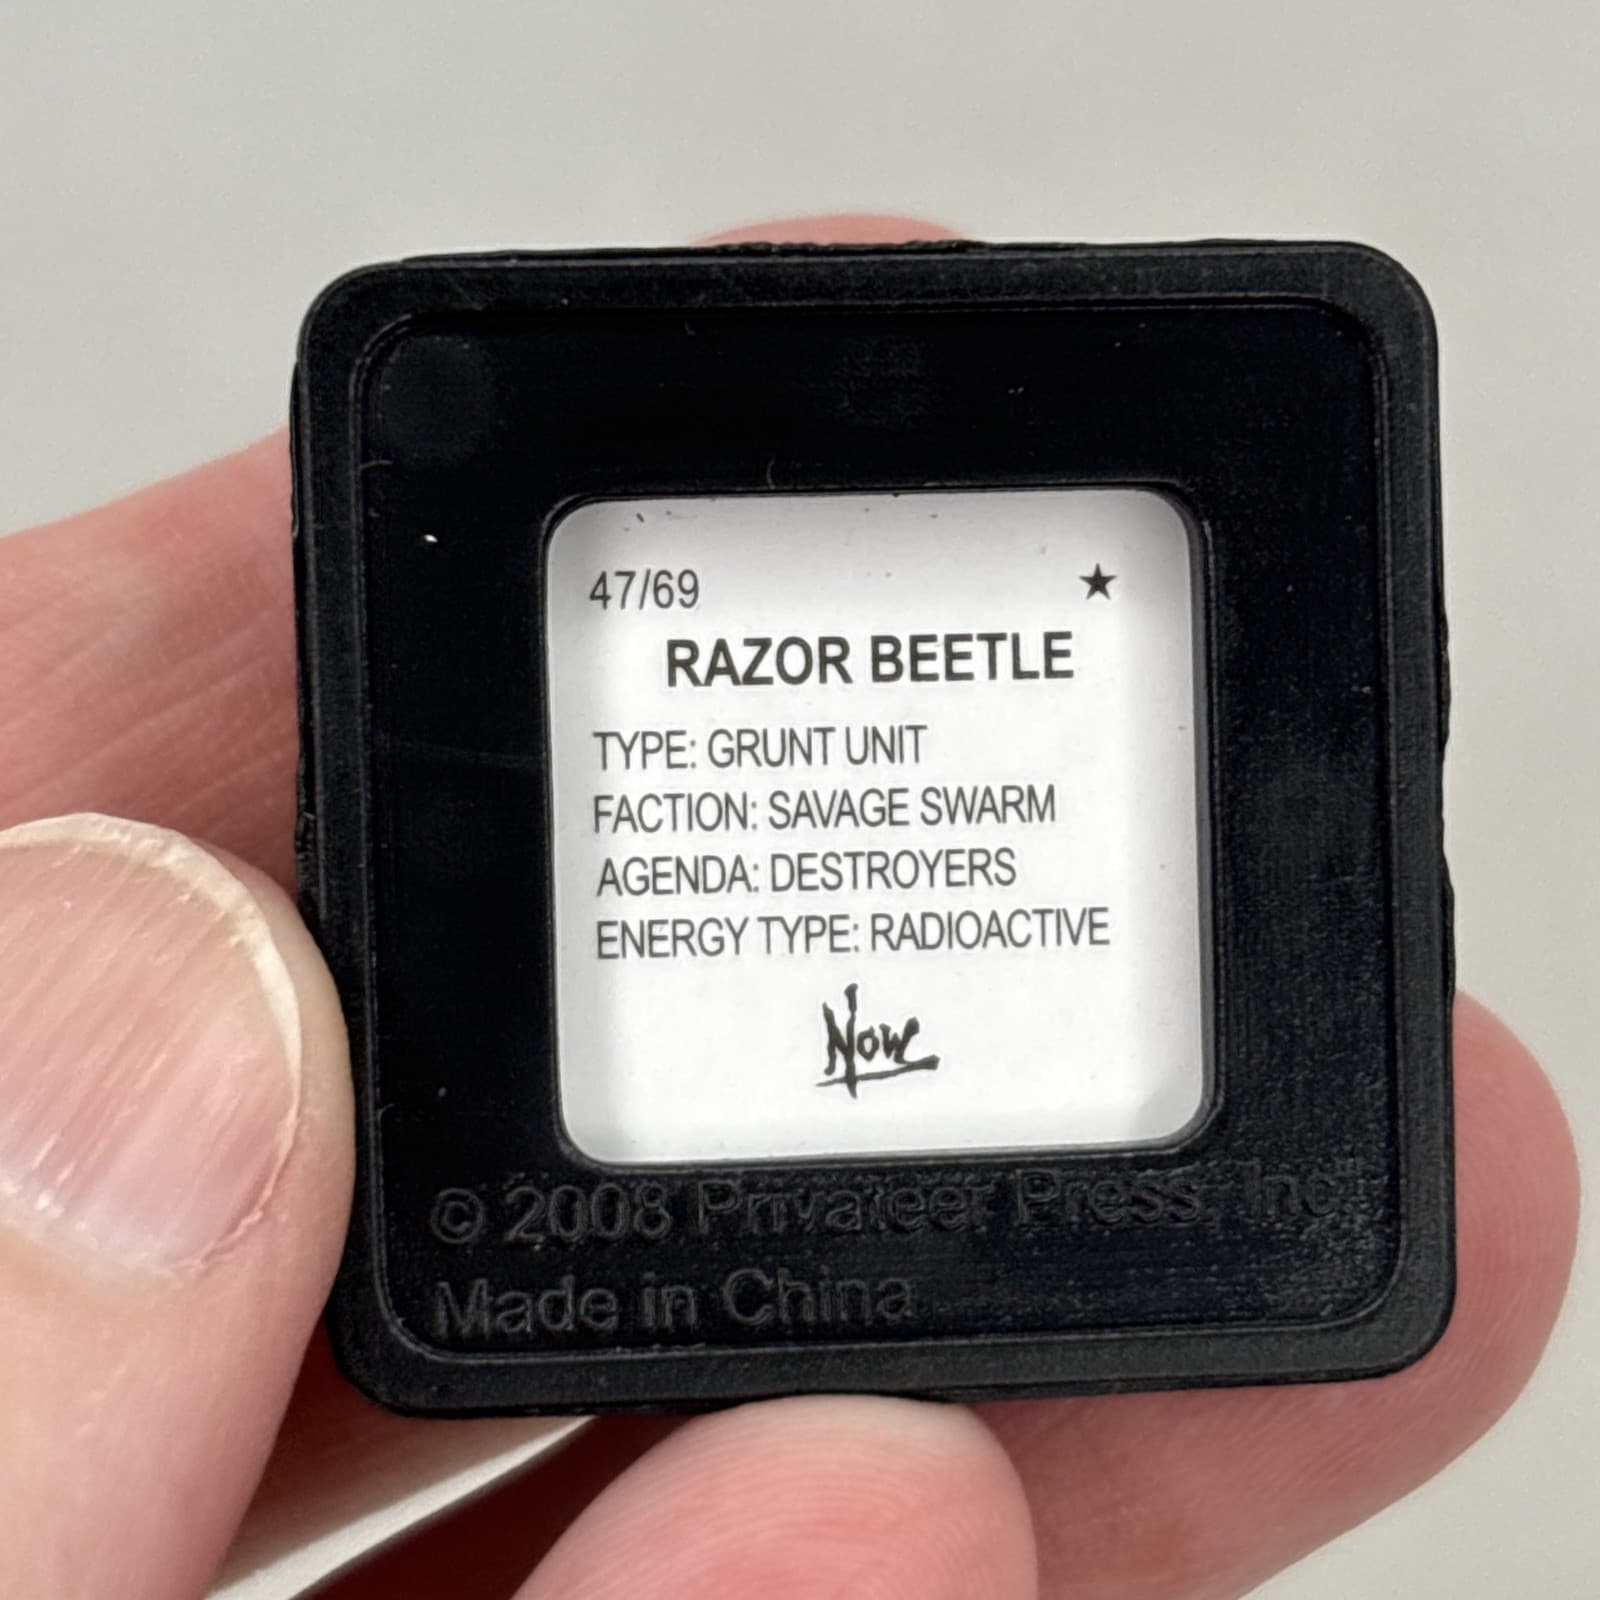 47/69 ★
RAZOR BEETLE
TYPE: GRUNT UNIT
FACTION: SAVAGE SWARM
AGENDA: DESTROYERS
ENERGY TYPE: RADIOACTIVE
Now
© 2008 Privateer Press, Inc.
Made in China